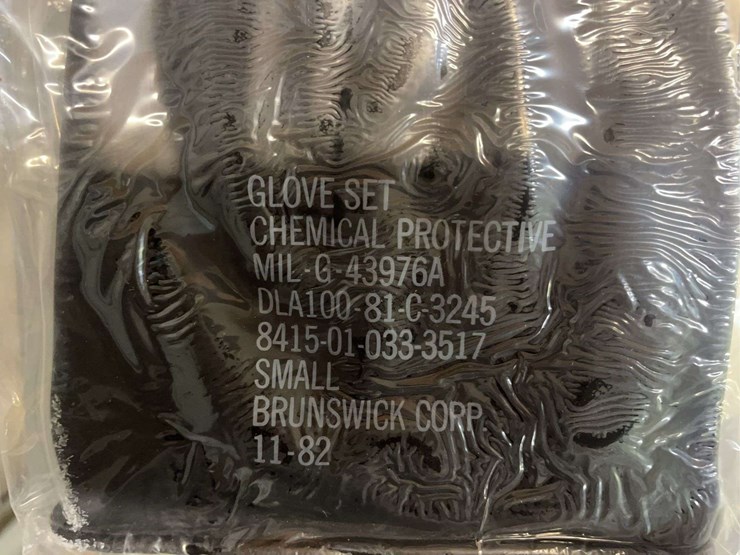 GLOVE SET
CHEMICAL PROTECTIVE
MIL-G-43976A
DLA100-81-C-3245
8415-01-033-3517
SMALL
BRUNSWICK CORP
11-82